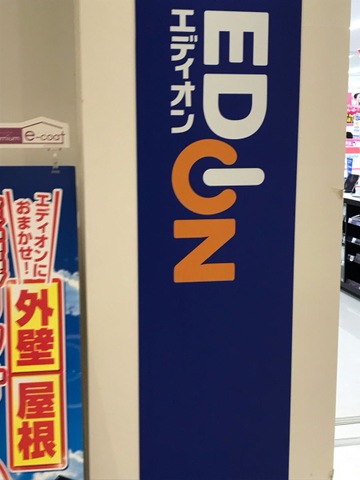 EDION
エディオン
e-coat
エディオンに
おまかせ!
外壁
屋根